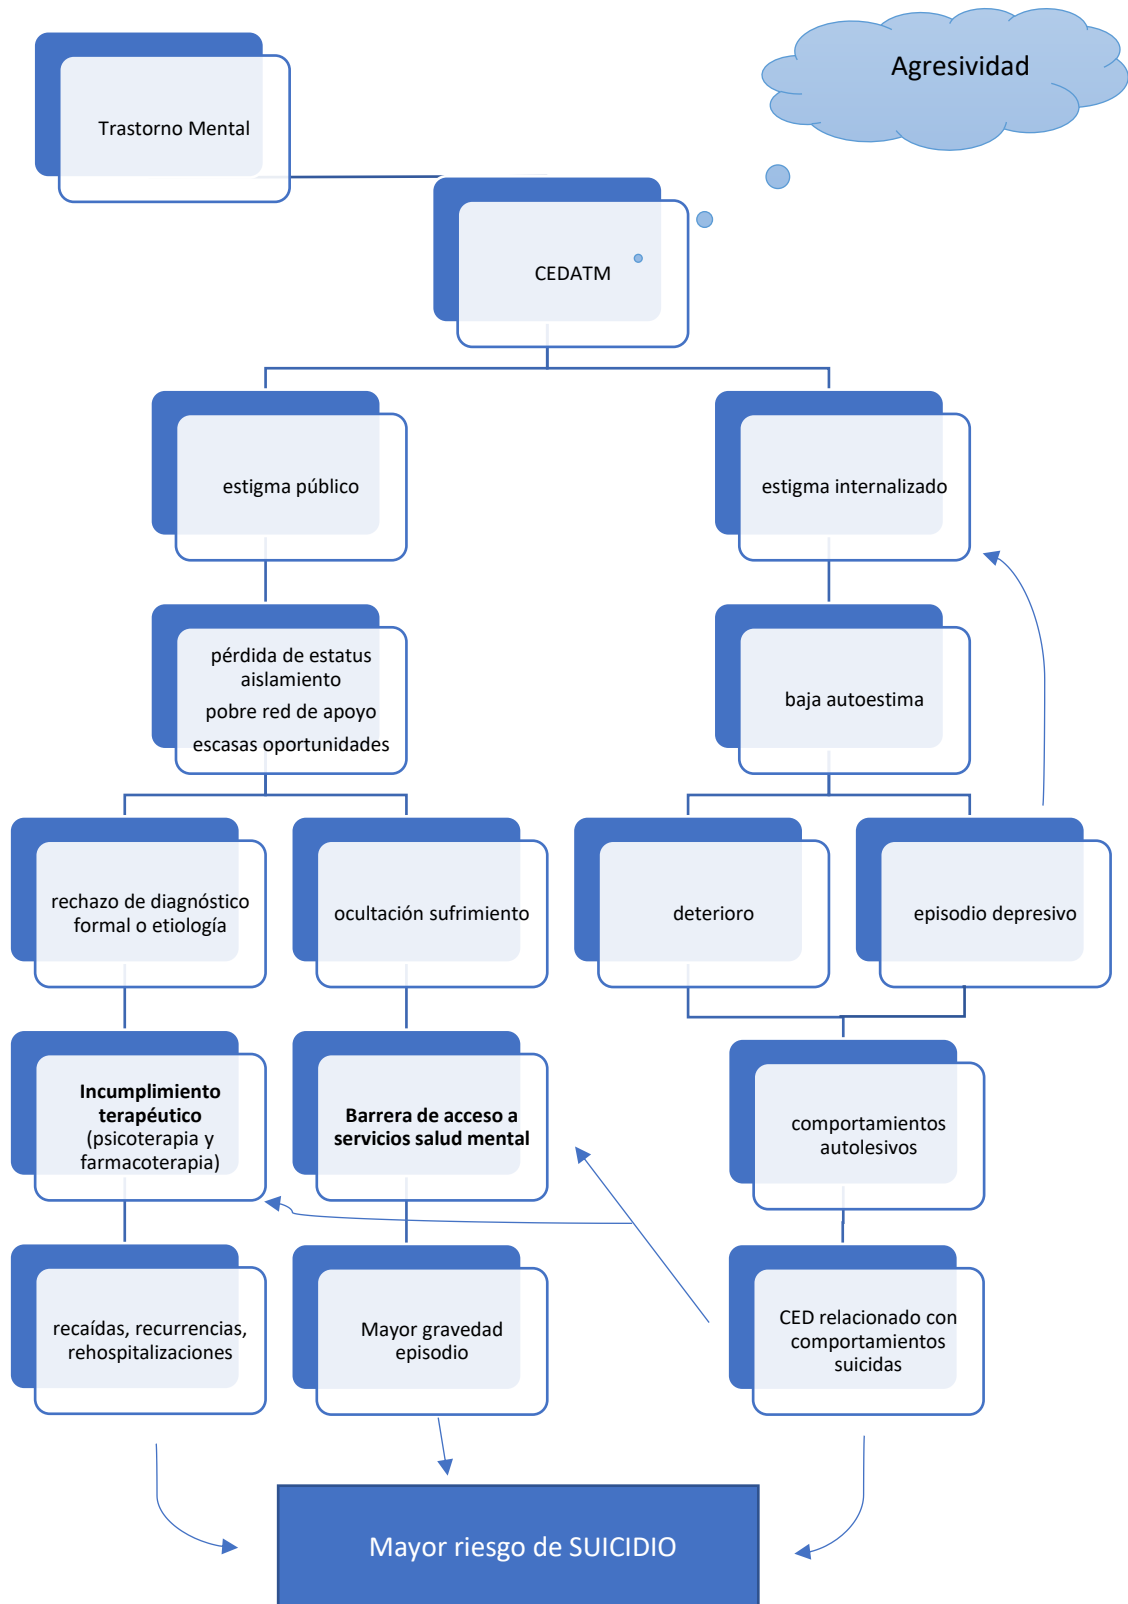 Agresividad
Trastorno Mental
CEDATM
estigma público
estigma internalizado
pérdida de estatus
aislamiento
pobre red de apoyo
escasas oportunidades
baja autoestima
rechazo de diagnóstico
formal o etiología
ocultación sufrimiento
deterioro
episodio depresivo
Incumplimiento
terapéutico
(psicoterapia y
farmacoterapia)
Barrera de acceso a
servicios salud mental
comportamientos
autolesivos
recaídas, recurrencias,
rehospitalizaciones
Mayor gravedad
episodio
CED relacionado con
comportamientos
suicidas
Mayor riesgo de SUICIDIO